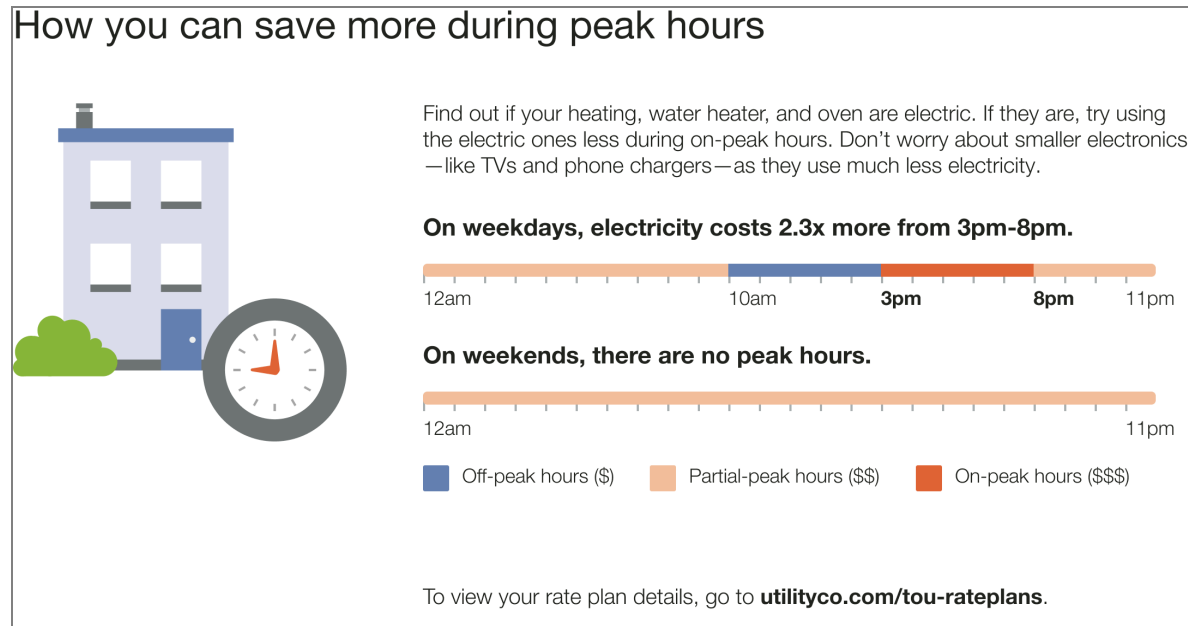 How you can save more during peak hours
Find out if your heating, water heater, and oven are electric. If they are, try using
the electric ones less during on-peak hours. Don’t worry about smaller electronics
—like TVs and phone chargers—as they use much less electricity.
On weekdays, electricity costs 2.3x more from 3pm-8pm.
12am 10am 3pm 8pm 11pm
On weekends, there are no peak hours.
12am 11pm
Off-peak hours ($) Partial-peak hours ($$) On-peak hours ($$$)
To view your rate plan details, go to utilityco.com/tou-rateplans.